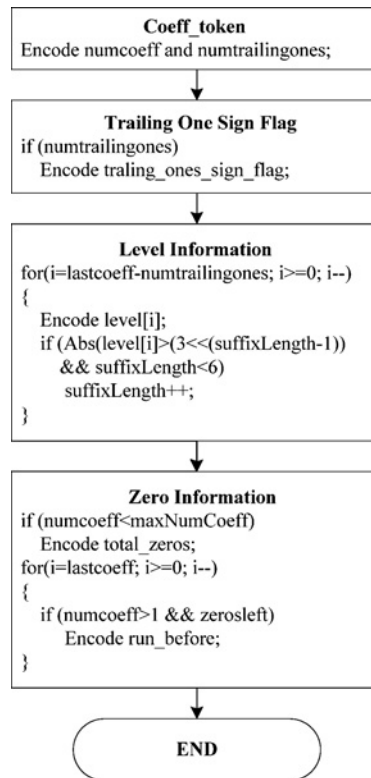 Coeff_token
Encode numcoeff and numtrailingones;
Trailing One Sign Flag
if (numtrailingones)
Encode traling_ones_sign_flag;
Level Information
for(i=lastcoeff-numtrailingones; i>=0; i--)
{
Encode level[i];
if (Abs(level[i]>(3<<(suffixLength-1))
&& suffixLength<6)
suffixLength++;
}
Zero Information
if (numcoeff<maxNumCoeff)
Encode total_zeros;
for(i=lastcoeff; i>=0; i--)
{
if (numcoeff>1 && zerosleft)
Encode run_before;
}
END